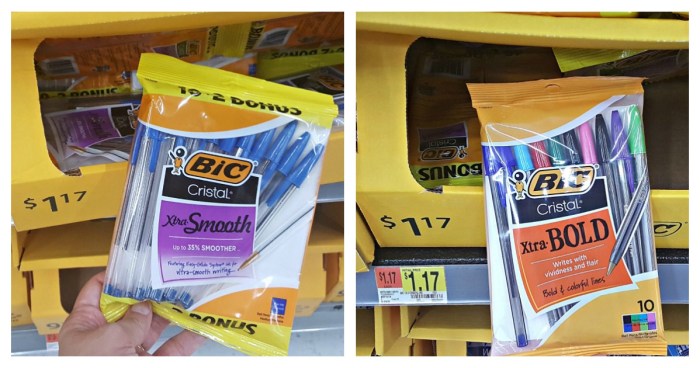 10+2 BONUS
BIC
Cristal
Xtra-Smooth
Up to 35% SMOOTHER
xtra-smooth writing
BONUS
$1 17
BIC
BONUS
$1 17
$1.17
$1.17
BIC
Cristal
Xtra-BOLD
Writes with
vividness and flair
Bold & colorful lines
10